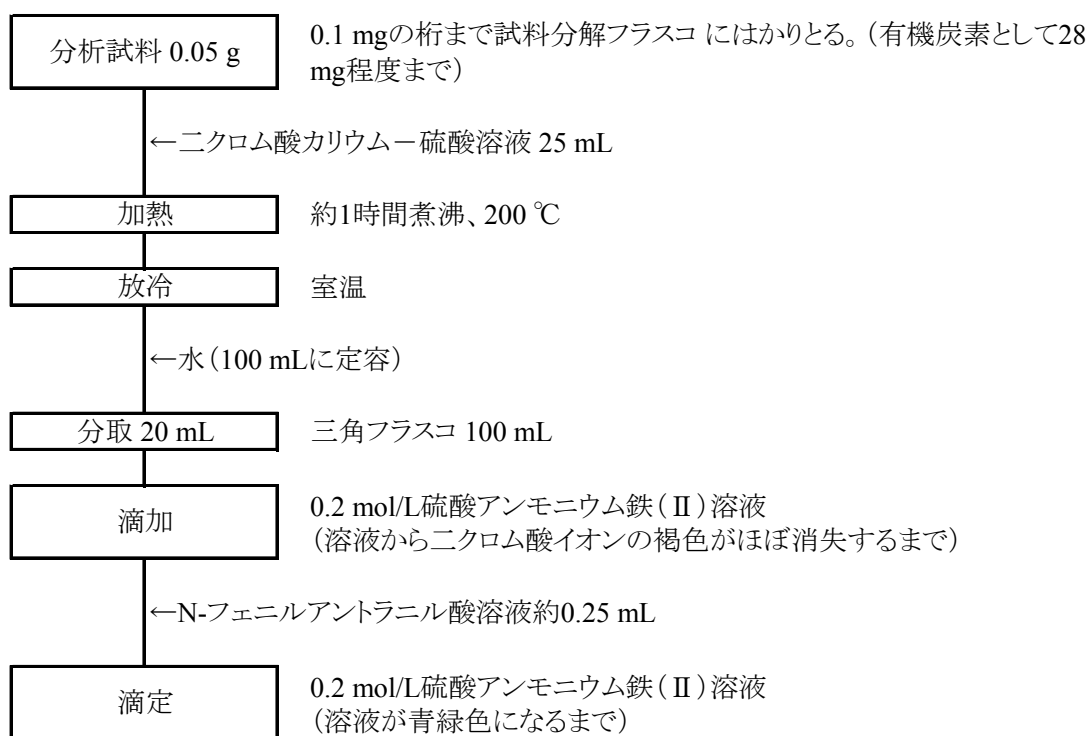 分析試料 0.05 g
0.1 mgの桁まで試料分解フラスコ にはかりとる。(有機炭素として28
mg程度まで)
←二クロム酸カリウム－硫酸溶液 25 mL
加熱
約1時間煮沸、200 ℃
放冷
室温
←水(100 mLに定容)
分取 20 mL
三角フラスコ 100 mL
滴加
0.2 mol/L硫酸アンモニウム鉄(Ⅱ)溶液
(溶液から二クロム酸イオンの褐色がほぼ消失するまで)
←N-フェニルアントラニル酸溶液約0.25 mL
滴定
0.2 mol/L硫酸アンモニウム鉄(Ⅱ)溶液
(溶液が青緑色になるまで)